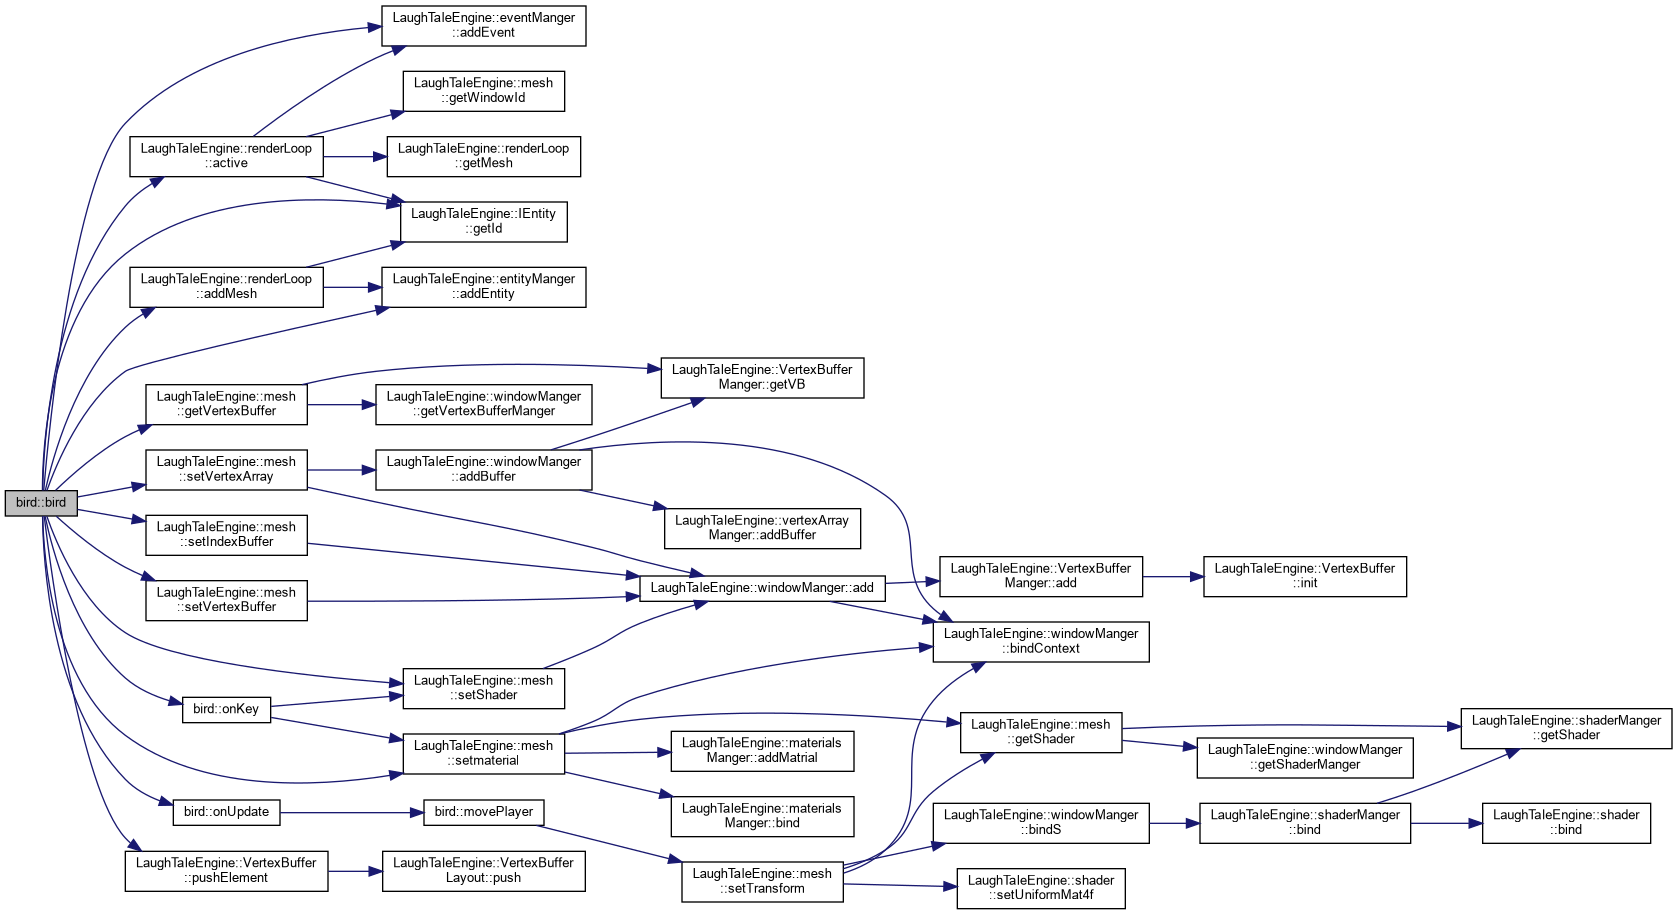 LaughTaleEngine::eventManger
::addEvent
LaughTaleEngine::mesh
::getWindowId
LaughTaleEngine::renderLoop
::active
LaughTaleEngine::renderLoop
::getMesh
LaughTaleEngine::IEntity
::getId
LaughTaleEngine::renderLoop
::addMesh
LaughTaleEngine::entityManger
::addEntity
LaughTaleEngine::VertexBuffer
Manger::getVB
LaughTaleEngine::mesh
::getVertexBuffer
LaughTaleEngine::windowManger
::getVertexBufferManger
LaughTaleEngine::mesh
::setVertexArray
LaughTaleEngine::windowManger
::addBuffer
bird::bird
LaughTaleEngine::vertexArray
Manger::addBuffer
LaughTaleEngine::mesh
::setIndexBuffer
LaughTaleEngine::VertexBuffer
Manger::add
LaughTaleEngine::VertexBuffer
::init
LaughTaleEngine::windowManger::add
LaughTaleEngine::mesh
::setVertexBuffer
LaughTaleEngine::windowManger
::bindContext
LaughTaleEngine::mesh
::setShader
bird::onKey
LaughTaleEngine::mesh
::getShader
LaughTaleEngine::shaderManger
::getShader
LaughTaleEngine::mesh
::setmaterial
LaughTaleEngine::materials
Manger::addMatrial
LaughTaleEngine::windowManger
::getShaderManger
bird::onUpdate
bird::movePlayer
LaughTaleEngine::materials
Manger::bind
LaughTaleEngine::windowManger
::bindS
LaughTaleEngine::shaderManger
::bind
LaughTaleEngine::shader
::bind
LaughTaleEngine::VertexBuffer
::pushElement
LaughTaleEngine::VertexBuffer
Layout::push
LaughTaleEngine::mesh
::setTransform
LaughTaleEngine::shader
::setUniformMat4f